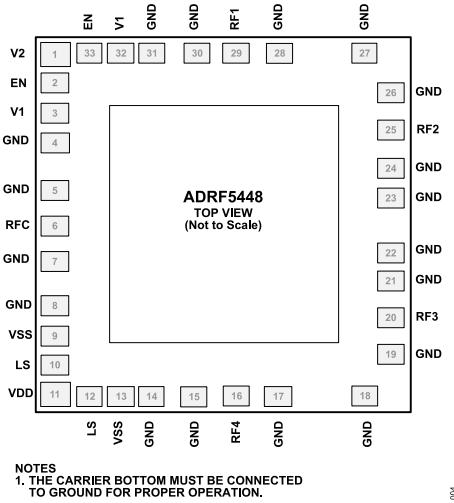 EN
V1
GND
GND
RF1
GND
GND
V2
1
33
32
31
30
29
28
27
EN
2
V1
3
GND
4
GND
5
RFC
6
GND
7
GND
8
VSS
9
LS
10
VDD
11
26
GND
25
RF2
24
GND
23
GND
22
GND
21
GND
20
RF3
19
GND
ADRF5448
TOP VIEW
(Not to Scale)
12
13
14
15
16
17
18
LS
VSS
GND
GND
RF4
GND
GND
NOTES
1. THE CARRIER BOTTOM MUST BE CONNECTED
TO GROUND FOR PROPER OPERATION.
004